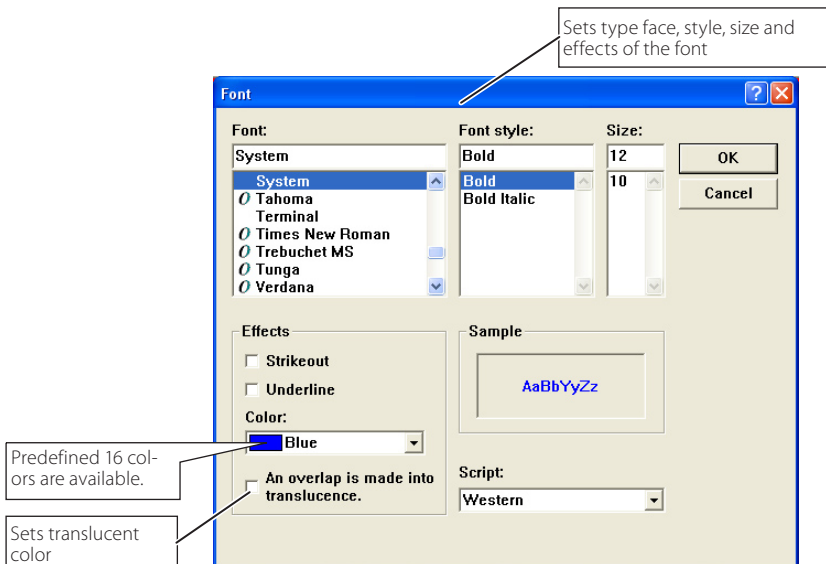 Sets type face, style, size and
effects of the font
Font
Font: Font style: Size:
System Bold 12 OK
System Bold 10 Cancel
O Tahoma Bold Italic
Terminal
O Times New Roman
O Trebuchet MS
O Tunga
O Verdana
Effects Sample
Strikeout
Underline AaBbYyZz
Color:
Blue
Predefined 16 col-
ors are available.
An overlap is made into
translucence.
Script:
Western
Sets translucent
color